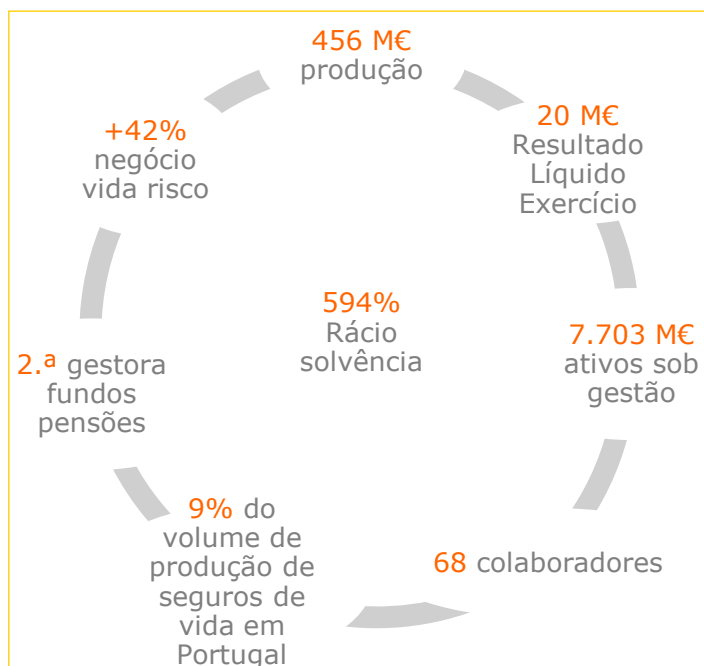 456 M€
produção
20 M€
Resultado
Líquido
Exercício
7.703 M€
ativos sob
gestão
68 colaboradores
9% do
volume de
produção de
seguros de
vida em
Portugal
2.ª gestora
fundos
pensões
+42%
negócio
vida risco
594%
Rácio
solvência